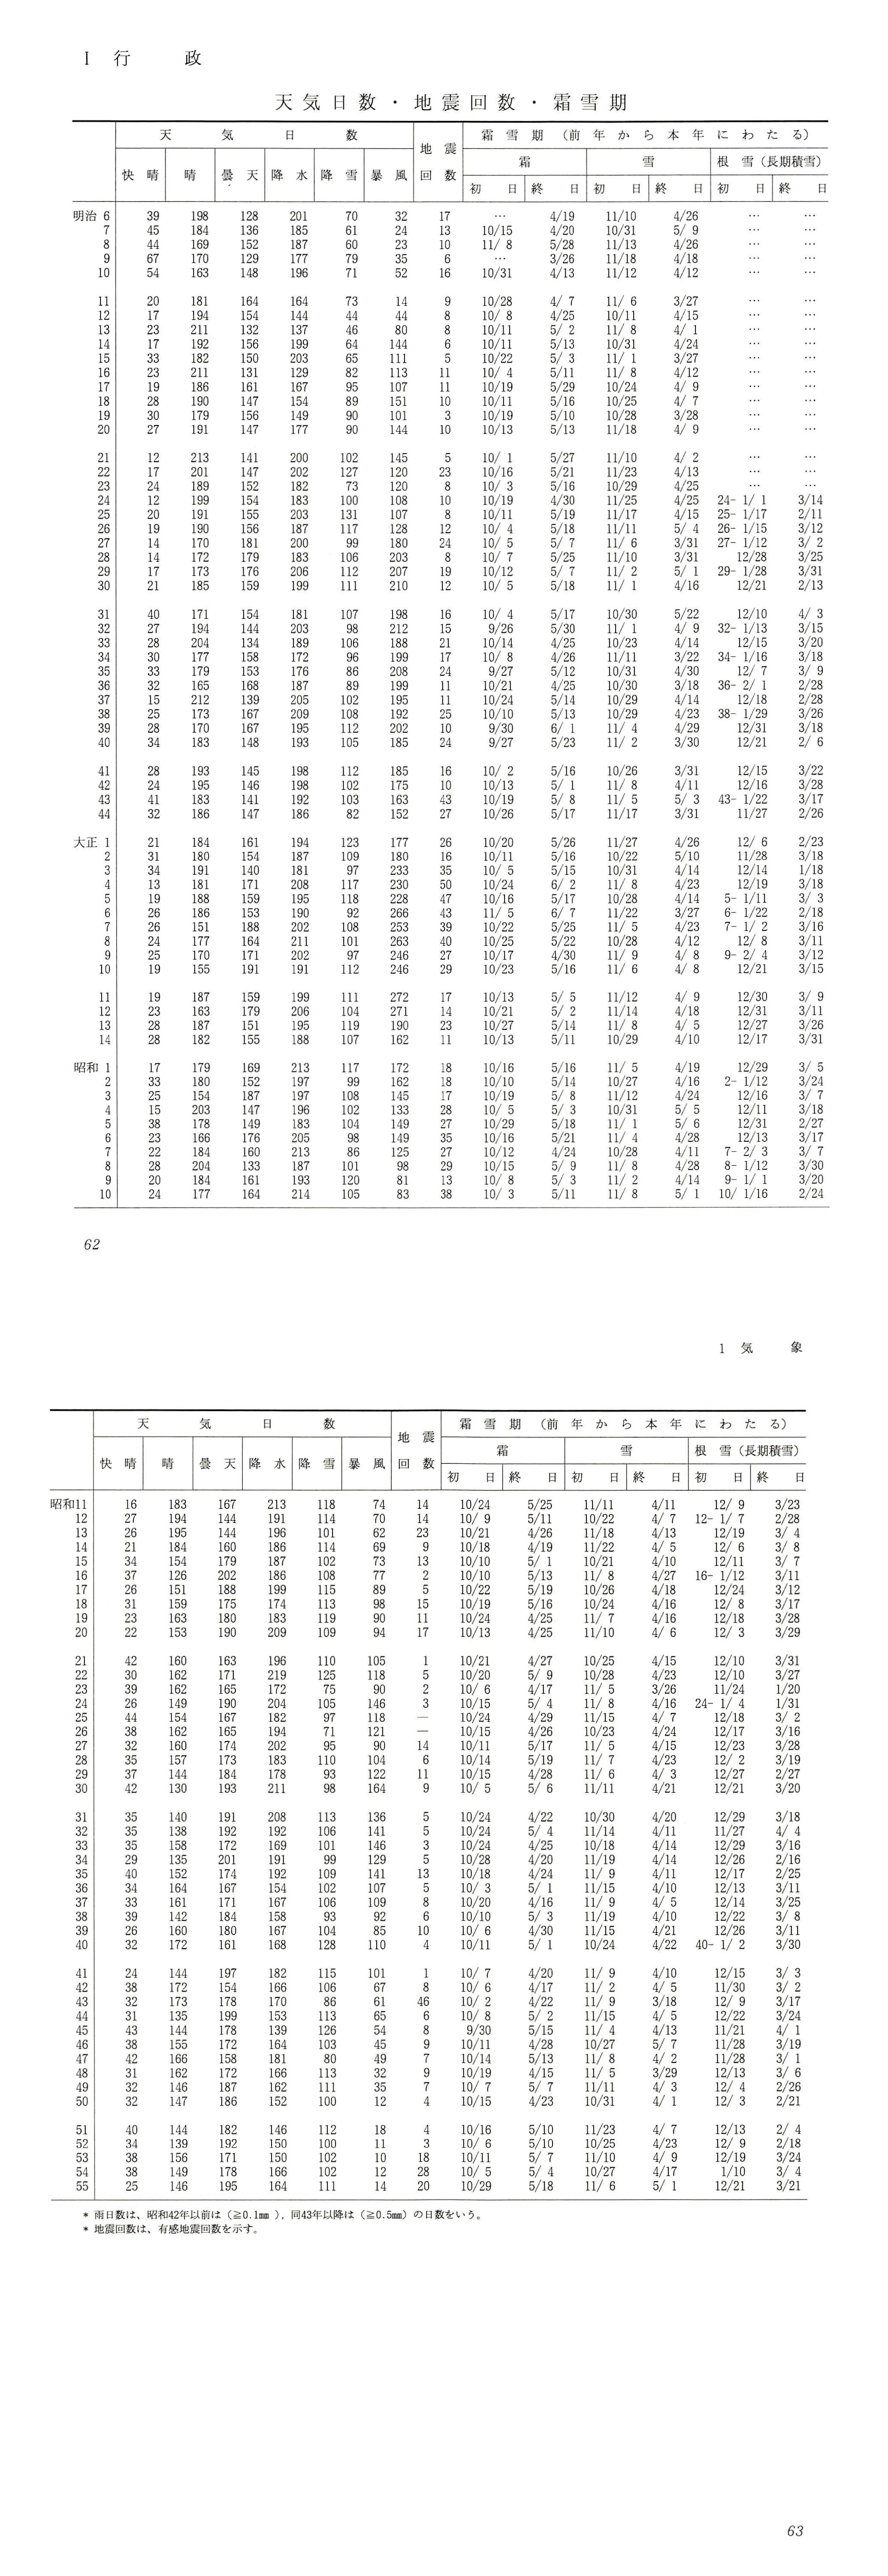 I 行 政
天気日数・地震回数・霜雪期
天 気 日 数 地 震 霜 雪 期 (前 年 か ら 本 年 に わ た る)
霜 雪 根 雪(長期積雪)
快 晴 晴 曇 天 降 水 降 雪 暴 風 回 数
初 日 終 日 初 日 終 日 初 日 終 日
明治 6 39 198 128 201 70 32 17 … 4/19 11/10 4/26 … …
7 45 184 136 185 61 24 13 10/15 4/20 10/31 5/ 9 … …
8 44 169 152 187 60 23 10 11/ 8 5/28 11/13 4/26 … …
9 67 170 129 177 79 35 6 … 3/26 11/18 4/18 … …
10 54 163 148 196 71 52 16 10/31 4/13 11/12 4/12 … …
11 20 181 164 164 73 14 9 10/28 4/ 7 11/ 6 3/27 … …
12 17 194 154 144 44 44 8 10/ 8 4/25 10/11 4/15 … …
13 23 211 132 137 46 80 8 10/11 5/ 2 11/ 8 4/ 1 … …
14 17 192 156 199 64 144 6 10/11 5/13 10/31 4/24 … …
15 33 182 150 203 65 111 5 10/22 5/ 3 11/ 1 3/27 … …
16 23 211 131 129 82 113 11 10/ 4 5/11 11/ 8 4/12 … …
17 19 186 161 167 95 107 11 10/19 5/29 10/24 4/ 9 … …
18 28 190 147 154 89 151 10 10/11 5/16 10/25 4/ 7 … …
19 30 179 156 149 90 101 3 10/19 5/10 10/28 3/28 … …
20 27 191 147 177 90 144 10 10/13 5/13 11/18 4/ 9 … …
21 12 213 141 200 102 145 5 10/ 1 5/27 11/10 4/ 2 … …
22 17 201 147 202 127 120 23 10/16 5/21 11/23 4/13 … …
23 24 189 152 182 73 120 8 10/ 3 5/16 10/29 4/25 … …
24 12 199 154 183 100 108 10 10/19 4/30 11/25 4/25 24- 1/ 1 3/14
25 20 191 155 203 131 107 8 10/11 5/19 11/17 4/15 25- 1/17 2/11
26 19 190 156 187 117 128 12 10/ 4 5/18 11/11 5/ 4 26- 1/15 3/12
27 14 170 181 200 99 180 24 10/ 5 5/ 7 11/ 6 3/31 27- 1/12 3/ 2
28 14 172 179 183 106 203 8 10/ 7 5/25 11/10 3/31 12/28 3/25
29 17 173 176 206 112 207 19 10/12 5/ 7 11/ 2 5/ 1 29- 1/28 3/31
30 21 185 159 199 111 210 12 10/ 5 5/18 11/ 1 4/16 12/21 2/13
31 40 171 154 181 107 198 16 10/ 4 5/17 10/30 5/22 12/10 4/ 3
32 27 194 144 203 98 212 15 9/26 5/30 11/ 1 4/ 9 32- 1/13 3/15
33 28 204 134 189 106 188 21 10/14 4/25 10/23 4/14 12/15 3/20
34 30 177 158 172 96 199 17 10/ 8 4/26 11/11 3/22 34- 1/16 3/18
35 33 179 153 176 86 208 24 9/27 5/12 10/31 4/30 12/ 7 3/ 9
36 32 165 168 187 89 199 11 10/21 4/25 10/30 3/18 36- 2/ 1 2/28
37 15 212 139 205 102 195 11 10/24 5/14 10/29 4/14 12/18 2/28
38 25 173 167 209 108 192 25 10/10 5/13 10/29 4/23 38- 1/29 3/26
39 28 170 167 195 112 202 10 9/30 6/ 1 11/ 4 4/29 12/31 3/18
40 34 183 148 193 105 185 24 9/27 5/23 11/ 2 3/30 12/21 2/ 6
41 28 193 145 198 112 185 16 10/ 2 5/16 10/26 3/31 12/15 3/22
42 24 195 146 198 102 175 10 10/13 5/ 1 11/ 8 4/11 12/16 3/28
43 41 183 141 192 103 163 43 10/19 5/ 8 11/ 5 5/ 3 43- 1/22 3/17
44 32 186 147 186 82 152 27 10/26 5/17 11/17 3/31 11/27 2/26
大正 1 21 184 161 194 123 177 26 10/20 5/26 11/27 4/26 12/ 6 2/23
2 31 180 154 187 109 180 16 10/11 5/16 10/22 5/10 11/28 3/18
3 34 191 140 181 97 233 35 10/ 5 5/15 10/31 4/14 12/14 1/18
4 13 181 171 208 117 230 50 10/24 6/ 2 11/ 8 4/23 12/19 3/18
5 19 188 159 195 118 228 47 10/16 5/17 10/28 4/14 5- 1/11 3/ 3
6 26 186 153 190 92 266 43 11/ 5 6/ 7 11/22 3/27 6- 1/22 2/18
7 26 151 188 202 108 253 39 10/22 5/25 11/ 5 4/23 7- 1/ 2 3/16
8 24 177 164 211 101 263 40 10/25 5/22 10/28 4/12 12/ 8 3/11
9 25 170 171 202 97 246 27 10/17 4/30 11/ 9 4/ 8 9- 2/ 4 3/12
10 19 155 191 191 112 246 29 10/23 5/16 11/ 6 4/ 8 12/21 3/15
11 19 187 159 199 111 272 17 10/13 5/ 5 11/12 4/ 9 12/30 3/ 9
12 23 163 179 206 104 271 14 10/21 5/ 2 11/14 4/18 12/31 3/11
13 28 187 151 195 119 190 23 10/27 5/14 11/ 8 4/ 5 12/27 3/26
14 28 182 155 188 107 162 11 10/13 5/11 10/29 4/10 12/17 3/31
昭和 1 17 179 169 213 117 172 18 10/16 5/16 11/ 5 4/19 12/29 3/ 5
2 33 180 152 197 99 162 18 10/10 5/14 10/27 4/16 2- 1/12 3/24
3 25 154 187 197 108 145 17 10/19 5/ 8 11/12 4/24 12/16 3/ 7
4 15 203 147 196 102 133 28 10/ 5 5/ 3 10/31 5/ 5 12/11 3/18
5 38 178 149 183 104 149 27 10/29 5/18 11/ 1 5/ 6 12/31 2/27
6 23 166 176 205 98 149 35 10/16 5/21 11/ 4 4/28 12/13 3/17
7 22 184 160 213 86 125 27 10/12 4/24 10/28 4/11 7- 2/ 3 3/ 7
8 28 204 133 187 101 98 29 10/15 5/ 9 11/ 8 4/28 8- 1/12 3/30
9 20 184 161 193 120 81 13 10/ 8 5/ 3 11/ 2 4/14 9- 1/ 1 3/20
10 24 177 164 214 105 83 38 10/ 3 5/11 11/ 8 5/ 1 10/ 1/16 2/24
62
1 気 象
天 気 日 数 地 震 霜 雪 期 (前 年 か ら 本 年 に わ た る)
霜 雪 根 雪(長期積雪)
快 晴 晴 曇 天 降 水 降 雪 暴 風 回 数
初 日 終 日 初 日 終 日 初 日 終 日
昭和11 16 183 167 213 118 74 14 10/24 5/25 11/11 4/11 12/ 9 3/23
12 27 194 144 191 114 70 14 10/ 9 5/11 10/22 4/ 7 12- 1/ 7 2/28
13 26 195 144 196 101 62 23 10/21 4/26 11/18 4/13 12/19 3/ 4
14 21 184 160 186 114 69 9 10/18 4/19 11/22 4/ 5 12/ 6 3/ 8
15 34 154 179 187 102 73 13 10/10 5/ 1 10/21 4/10 12/11 3/ 7
16 37 126 202 186 108 77 2 10/10 5/13 11/ 8 4/27 16- 1/12 3/11
17 26 151 188 199 115 89 5 10/22 5/19 10/26 4/18 12/24 3/12
18 31 159 175 174 113 98 15 10/19 5/16 10/24 4/16 12/ 8 3/17
19 23 163 180 183 119 90 11 10/24 4/25 11/ 7 4/16 12/18 3/28
20 22 153 190 209 109 94 17 10/13 4/25 11/10 4/ 6 12/ 3 3/29
21 42 160 163 196 110 105 1 10/21 4/27 10/25 4/15 12/10 3/31
22 30 162 171 219 125 118 5 10/20 5/ 9 10/28 4/23 12/10 3/27
23 39 162 165 172 75 90 2 10/ 6 4/17 11/ 5 3/26 11/24 1/20
24 26 149 190 204 105 146 3 10/15 5/ 4 11/ 8 4/16 24- 1/ 4 1/31
25 44 154 167 182 97 118 — 10/24 4/29 11/15 4/ 7 12/18 3/ 2
26 38 162 165 194 71 121 — 10/15 4/26 10/23 4/24 12/17 3/16
27 32 160 174 202 95 90 14 10/11 5/17 11/ 5 4/15 12/23 3/28
28 35 157 173 183 110 104 6 10/14 5/19 11/ 7 4/23 12/ 2 3/19
29 37 144 184 178 93 122 11 10/15 4/28 11/ 6 4/ 3 12/27 2/27
30 42 130 193 211 98 164 9 10/ 5 5/ 6 11/11 4/21 12/21 3/20
31 35 140 191 208 113 136 5 10/24 4/22 10/30 4/20 12/29 3/18
32 35 138 192 192 106 141 5 10/24 5/ 4 11/14 4/11 11/27 4/ 4
33 35 158 172 169 101 146 3 10/24 4/25 10/18 4/14 12/29 3/16
34 29 135 201 191 99 129 5 10/28 4/20 11/19 4/14 12/26 2/16
35 40 152 174 192 109 141 13 10/18 4/24 11/ 9 4/11 12/17 2/25
36 34 164 167 154 102 107 5 10/ 3 5/ 1 11/15 4/10 12/13 3/11
37 33 161 171 167 106 109 8 10/20 4/16 11/ 9 4/ 5 12/14 3/25
38 39 142 184 158 93 92 6 10/10 5/ 3 11/19 4/10 12/22 3/ 8
39 26 160 180 167 104 85 10 10/ 6 4/30 11/15 4/21 12/26 3/11
40 32 172 161 168 128 110 4 10/11 5/ 1 10/24 4/22 40- 1/ 2 3/30
41 24 144 197 182 115 101 1 10/ 7 4/20 11/ 9 4/10 12/15 3/ 3
42 38 172 154 166 106 67 8 10/ 6 4/17 11/ 2 4/ 5 11/30 3/ 2
43 32 173 178 170 86 61 46 10/ 2 4/22 11/ 9 3/18 12/ 9 3/17
44 31 135 199 153 113 65 6 10/ 8 5/ 2 11/15 4/ 5 12/22 3/24
45 43 144 178 139 126 54 8 9/30 5/15 11/ 4 4/13 11/21 4/ 1
46 38 155 172 164 103 45 9 10/11 4/28 10/27 5/ 7 11/28 3/19
47 42 166 158 181 80 49 7 10/14 5/13 11/ 8 4/ 2 11/28 3/ 1
48 31 162 172 166 113 32 9 10/19 4/15 11/ 5 3/29 12/13 3/ 6
49 32 146 187 162 111 35 7 10/ 7 5/ 7 11/11 4/ 3 12/ 4 2/26
50 32 147 186 152 100 12 4 10/15 4/23 10/31 4/ 1 12/ 3 2/21
51 40 144 182 146 112 18 4 10/16 5/10 11/23 4/ 7 12/13 2/ 4
52 34 139 192 150 100 11 3 10/ 6 5/10 10/25 4/23 12/ 9 2/18
53 38 156 171 150 102 10 18 10/11 5/ 7 11/10 4/ 9 12/19 3/24
54 38 149 178 166 102 12 28 10/ 5 5/ 4 10/27 4/17 1/10 3/ 4
55 25 146 195 164 111 14 20 10/29 5/18 11/ 6 5/ 1 12/21 3/21
* 雨日数は、昭和42年以前は(≧0.1㎜ )，同43年以降は(≧0.5㎜) の日数をいう。
* 地震回数は、有感地震回数を示す。
63